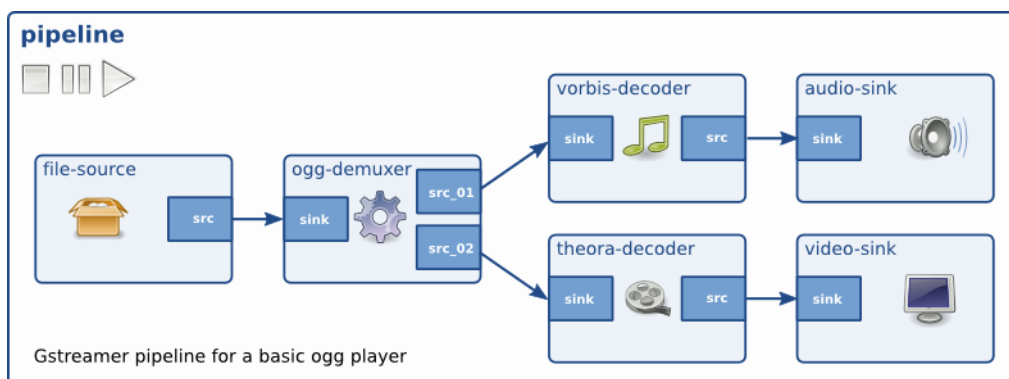 pipeline
file-source
src
ogg-demuxer
sink
src_01
src_02
vorbis-decoder
sink
src
audio-sink
sink
theora-decoder
sink
src
video-sink
sink
Gstreamer pipeline for a basic ogg player